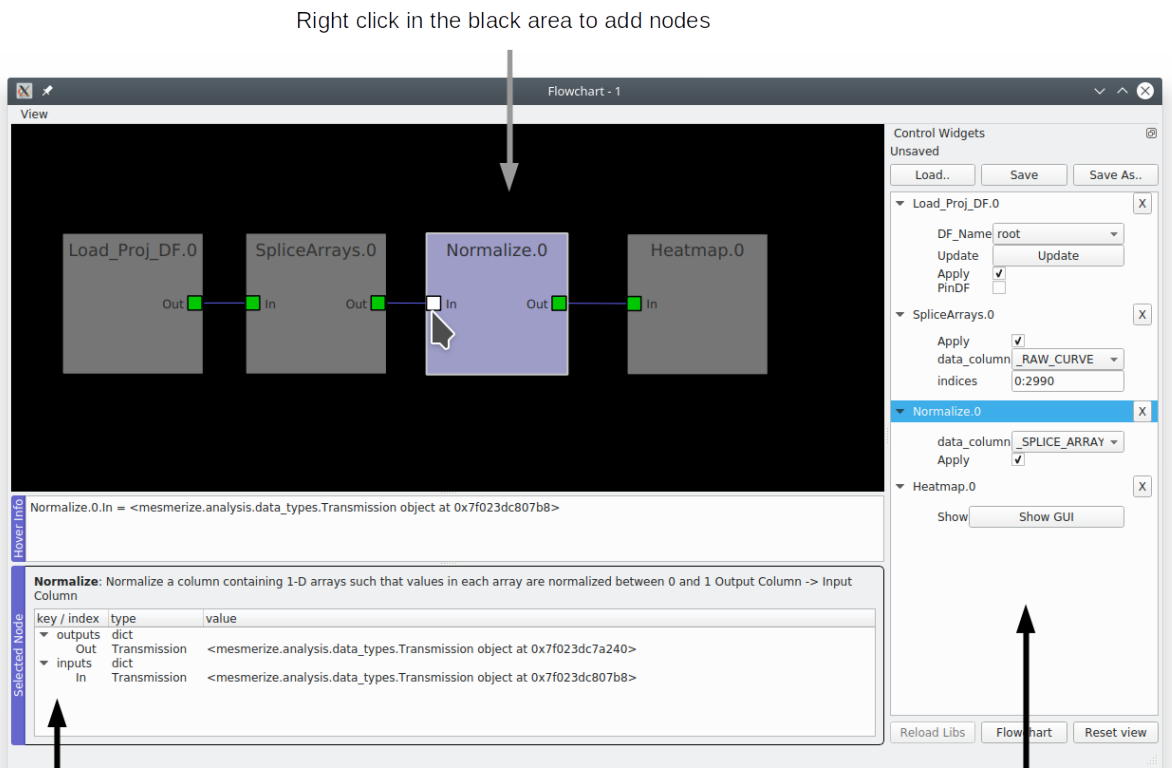 Right click in the black area to add nodes
Flowchart - 1
View
Load_Proj_DF.0
Out
SpliceArrays.0
In
Out
Normalize.0
In
Out
Heatmap.0
In
Control Widgets
Unsaved
Load..
Save
Save As..
Load_Proj_DF.0
X
DF_Name
root
Update
Update
Apply
PinDF
SpliceArrays.0
X
Apply
data_column
_RAW_CURVE
indices
0:2990
Normalize.0
X
data_column
_SPLICE_ARRAY
Apply
Heatmap.0
X
Show
Show GUI
Reload Libs
Flowchart
Reset view
Hover Info
Normalize.0.In = <mesmerize.analysis.data_types.Transmission object at 0x7f023dc807b8>
Selected Node
Normalize: Normalize a column containing 1-D arrays such that values in each array are normalized between 0 and 1 Output Column -> Input
Column
key / index type value
outputs dict
Out Transmission <mesmerize.analysis.data_types.Transmission object at 0x7f023dc7a240>
inputs dict
In Transmission <mesmerize.analysis.data_types.Transmission object at 0x7f023dc807b8>